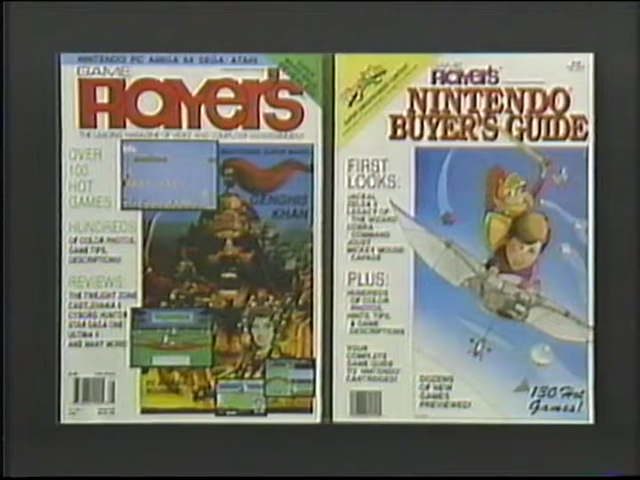 NINTENDO PC AMIGA 64 SEGA ATARI
GAME
Player's
THE LEADING MAGAZINE OF VIDEO AND COMPUTER ENTERTAINMENT
OVER
100
HOT
GAMES
GENGHIS
KHAN
HUNDREDS
OF COLOR PHOTOS,
GAME TIPS,
DESCRIPTIONS!
REVIEWS:
THE TWILIGHT ZONE
CASTLEVANIA II
CYBORG HUNTER
STAR SAGA ONE
ULTIMA V
AND MANY MORE!
GAME
Player's
NINTENDO
BUYER'S GUIDE
FIRST
LOOKS:
JACKAL
ZELDA II
LEGACY OF
THE WIZARD
COBRA
COMMAND
JOUST
MICKEY MOUSE
CAPADE
PLUS:
HUNDREDS
OF COLOR
PHOTOS,
HINTS, TIPS,
& GAME
DESCRIPTIONS
YOUR
COMPLETE
GAME GUIDE
TO NINTENDO
CARTRIDGES!
DOZENS
OF NEW
GAMES
PREVIEWED!
130 Hot
Games!